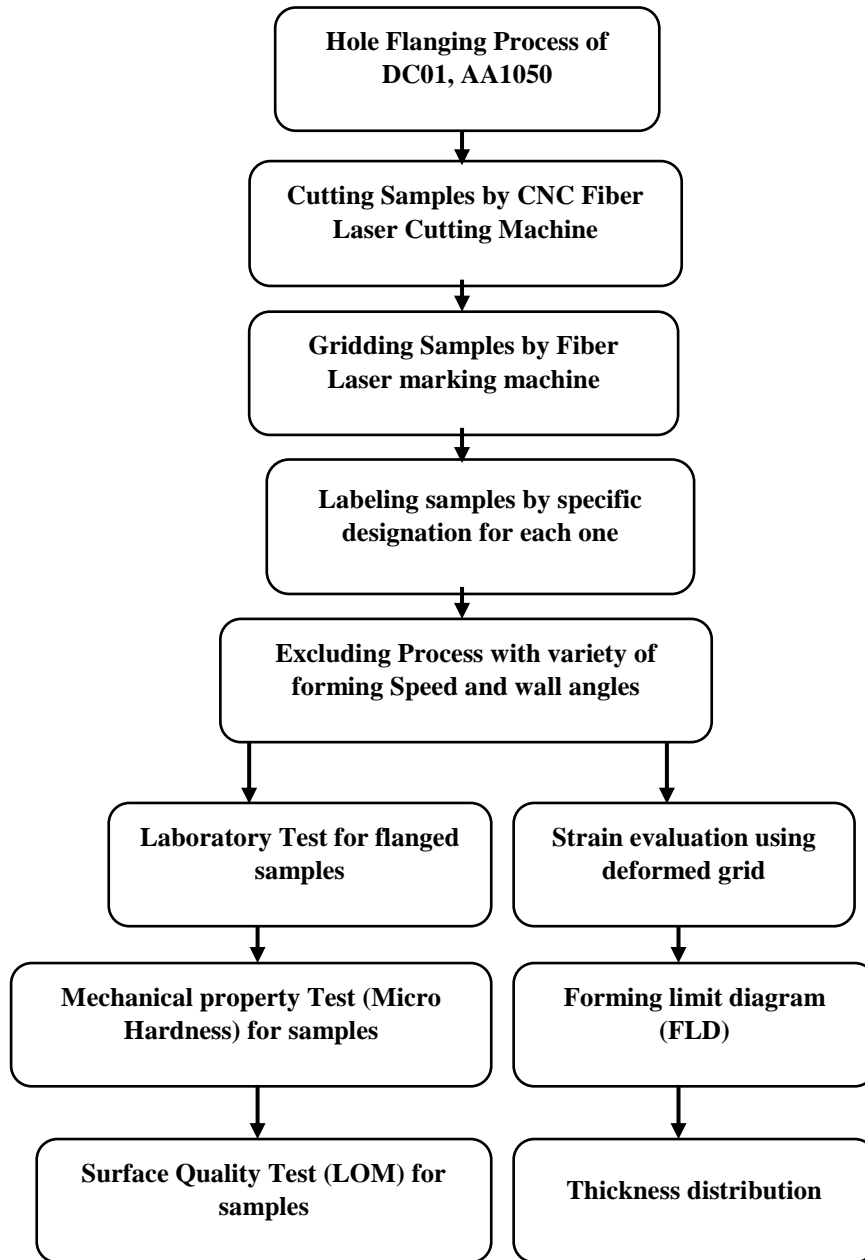 Hole Flanging Process of
DC01, AA1050
Cutting Samples by CNC Fiber
Laser Cutting Machine
Gridding Samples by Fiber
Laser marking machine
Labeling samples by specific
designation for each one
Excluding Process with variety of
forming Speed and wall angles
Laboratory Test for flanged
samples
Strain evaluation using
deformed grid
Mechanical property Test (Micro
Hardness) for samples
Forming limit diagram
(FLD)
Surface Quality Test (LOM) for
samples
Thickness distribution